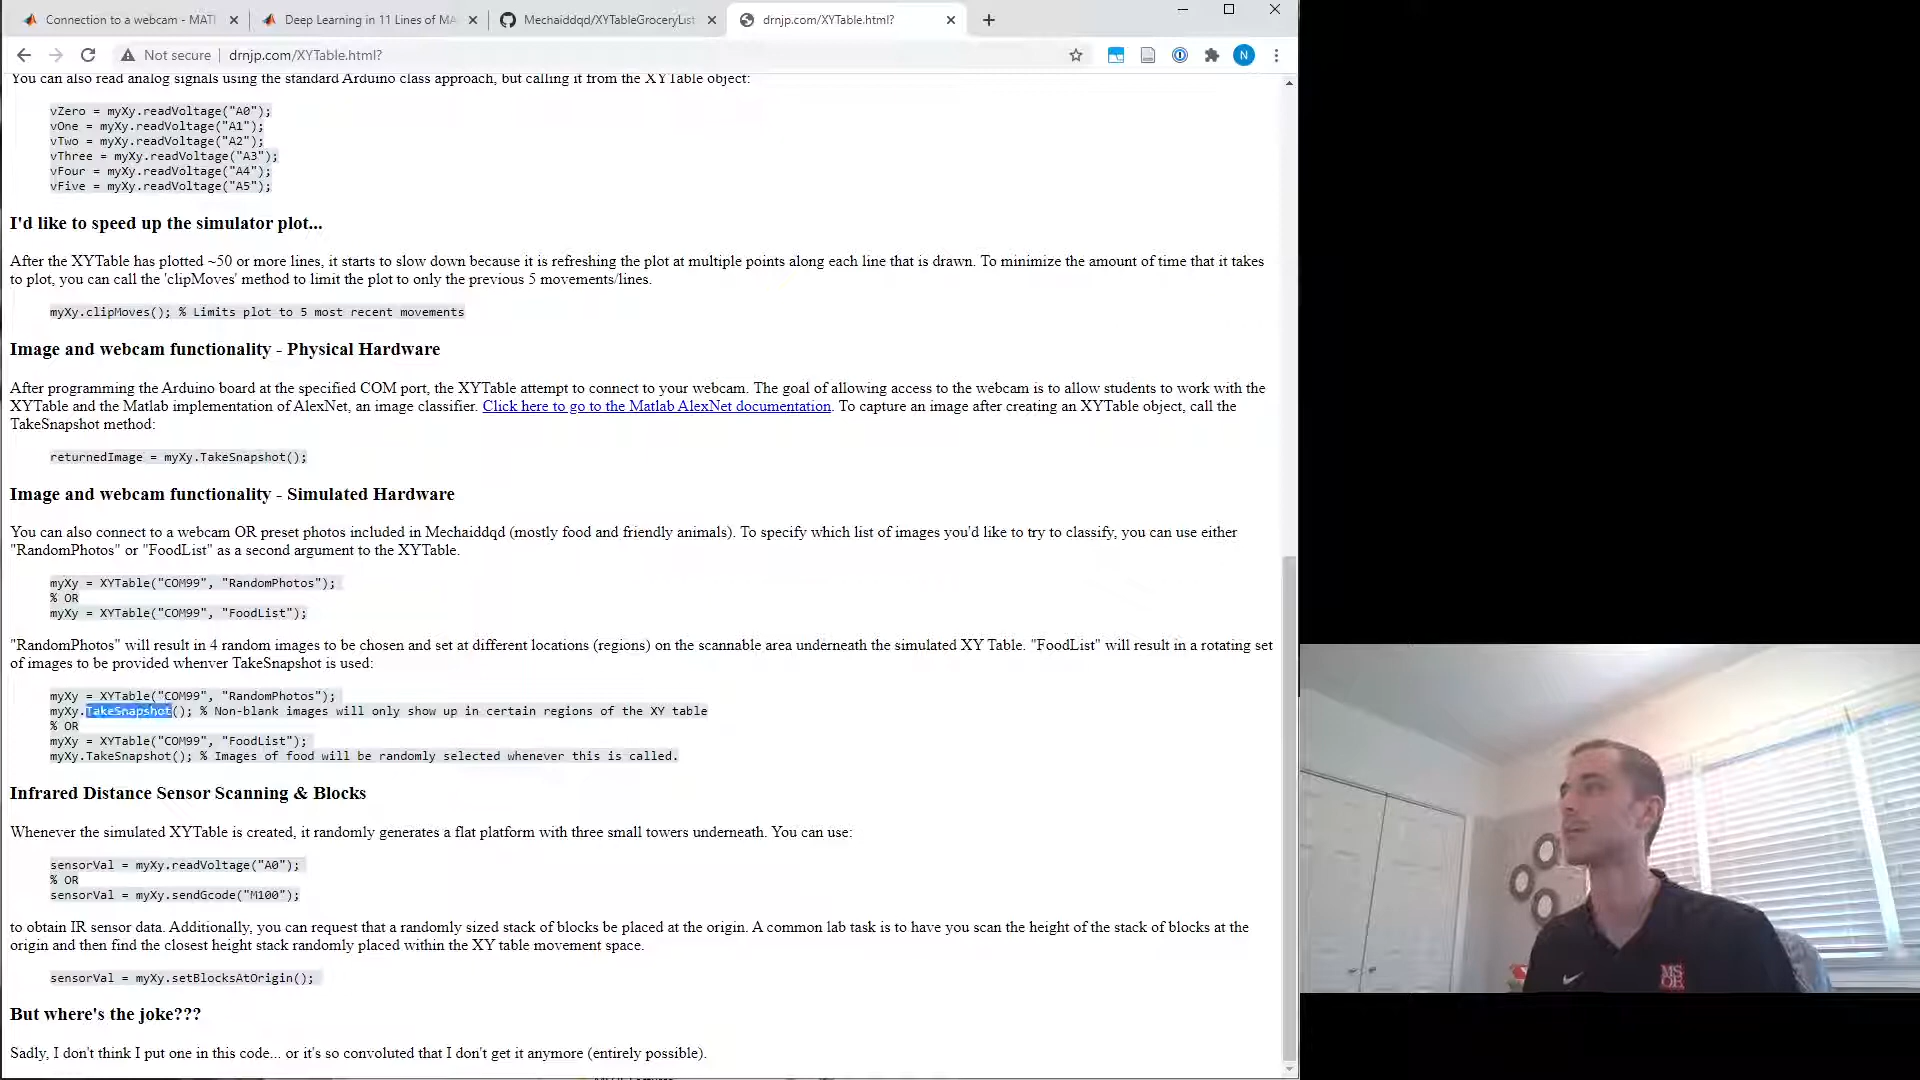 Connection to a webcam - MATL
Deep Learning in 11 Lines of MA
Mechaiddqd/XYTableGroceryList
drnjp.com/XYTable.html?
Not secure
drnjp.com/XYTable.html?
N
You can also read analog signals using the standard Arduino class approach, but calling it from the XYTable object:
vZero = myXy.readVoltage("A0");
vOne = myXy.readVoltage("A1");
vTwo = myXy.readVoltage("A2");
vThree = myXy.readVoltage("A3");
vFour = myXy.readVoltage("A4");
vFive = myXy.readVoltage("A5");
I'd like to speed up the simulator plot...
After the XYTable has plotted ~50 or more lines, it starts to slow down because it is refreshing the plot at multiple points along each line that is drawn. To minimize the amount of time that it takes
to plot, you can call the 'clipMoves' method to limit the plot to only the previous 5 movements/lines.
myXy.clipMoves(); % Limits plot to 5 most recent movements
Image and webcam functionality - Physical Hardware
After programming the Arduino board at the specified COM port, the XYTable attempt to connect to your webcam. The goal of allowing access to the webcam is to allow students to work with the
XYTable and the Matlab implementation of AlexNet, an image classifier. Click here to go to the Matlab AlexNet documentation. To capture an image after creating an XYTable object, call the
TakeSnapshot method:
returnedImage = myXy.TakeSnapshot();
Image and webcam functionality - Simulated Hardware
You can also connect to a webcam OR preset photos included in Mechaiddqd (mostly food and friendly animals). To specify which list of images you'd like to try to classify, you can use either
"RandomPhotos" or "FoodList" as a second argument to the XYTable.
myXy = XYTable("COM99", "RandomPhotos");
% OR
myXy = XYTable("COM99", "FoodList");
"RandomPhotos" will result in 4 random images to be chosen and set at different locations (regions) on the scannable area underneath the simulated XY Table. "FoodList" will result in a rotating set
of images to be provided whenver TakeSnapshot is used:
myXy = XYTable("COM99", "RandomPhotos");
myXy.TakeSnapshot(); % Non-blank images will only show up in certain regions of the XY table
% OR
myXy = XYTable("COM99", "FoodList");
myXy.TakeSnapshot(); % Images of food will be randomly selected whenever this is called.
Infrared Distance Sensor Scanning & Blocks
Whenever the simulated XYTable is created, it randomly generates a flat platform with three small towers underneath. You can use:
sensorVal = myXy.readVoltage("A0");
% OR
sensorVal = myXy.sendGcode("M100");
to obtain IR sensor data. Additionally, you can request that a randomly sized stack of blocks be placed at the origin. A common lab task is to have you scan the height of the stack of blocks at the
origin and then find the closest height stack randomly placed within the XY table movement space.
sensorVal = myXy.setBlocksAtOrigin();
But where's the joke???
Sadly, I don't think I put one in this code... or it's so convoluted that I don't get it anymore (entirely possible).
MS
OE